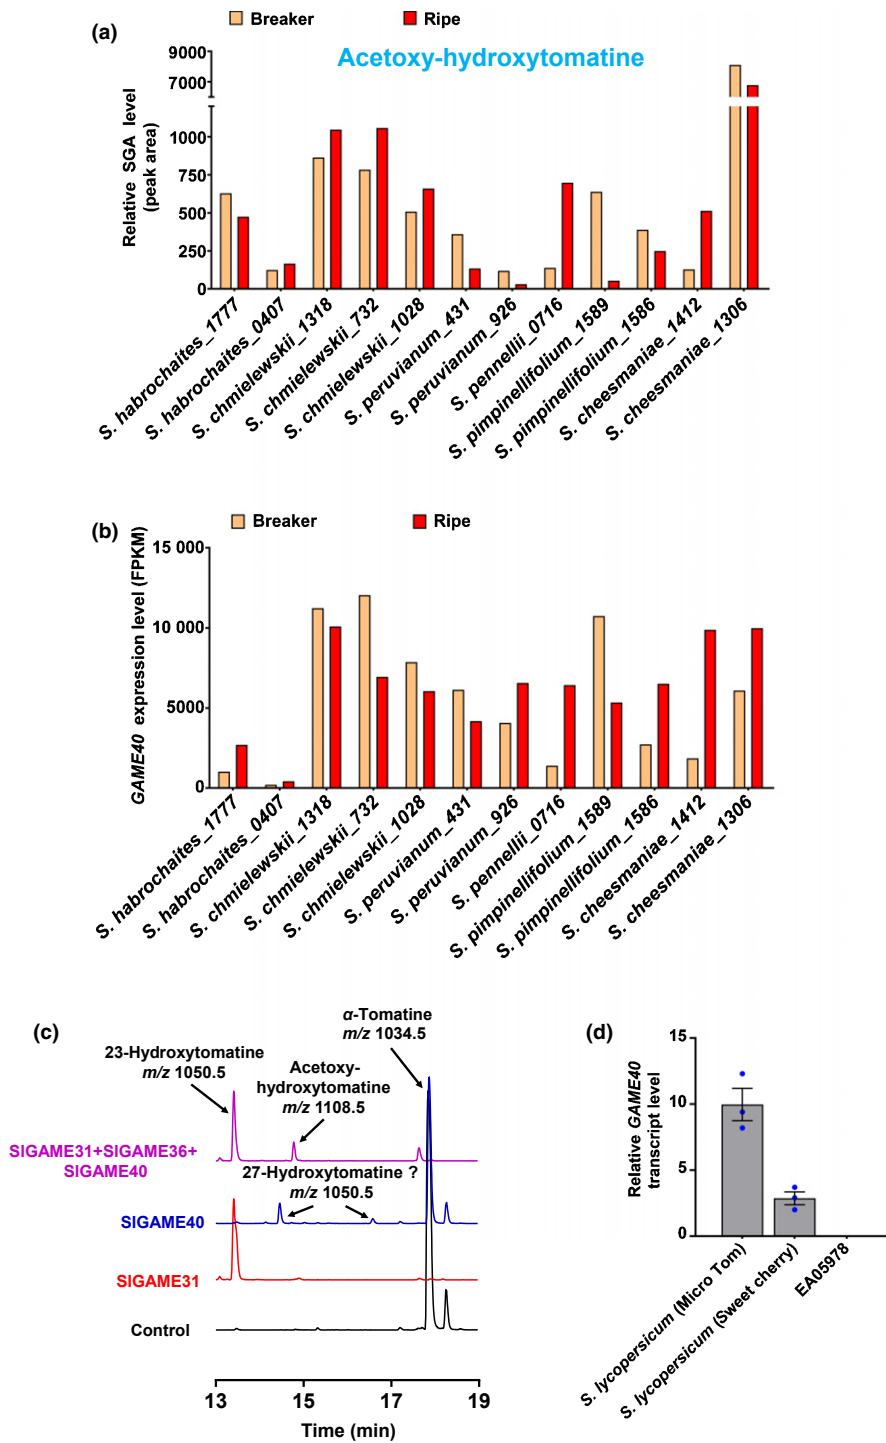 (a)
Breaker
Ripe
Acetoxy-hydroxytomatine
Relative SGA level
(peak area)
9000
7000
1000
750
500
250
0
S. habrochaites_1777
S. habrochaites_0407
S. chmielewskii_1318
S. chmielewskii_732
S. chmielewskii_1028
S. peruvianum_431
S. peruvianum_926
S. pennellii_0716
S. pimpinellifolium_1589
S. pimpinellifolium_1586
S. cheesmaniae_1412
S. cheesmaniae_1306
(b)
Breaker
Ripe
GAME40 expression level (FPKM)
15 000
10 000
5000
0
S. habrochaites_1777
S. habrochaites_0407
S. chmielewskii_1318
S. chmielewskii_732
S. chmielewskii_1028
S. peruvianum_431
S. peruvianum_926
S. pennellii_0716
S. pimpinellifolium_1589
S. pimpinellifolium_1586
S. cheesmaniae_1412
S. cheesmaniae_1306
(c)
α-Tomatine
m/z 1034.5
23-Hydroxytomatine
m/z 1050.5
Acetoxy-
hydroxytomatine
m/z 1108.5
SlGAME31+SlGAME36+
SlGAME40
27-Hydroxytomatine ?
m/z 1050.5
SlGAME40
SlGAME31
Control
13
15
17
19
Time (min)
(d)
Relative GAME40
transcript level
15
10
5
0
S. lycopersicum (Micro Tom)
S. lycopersicum (Sweet cherry)
EA05978